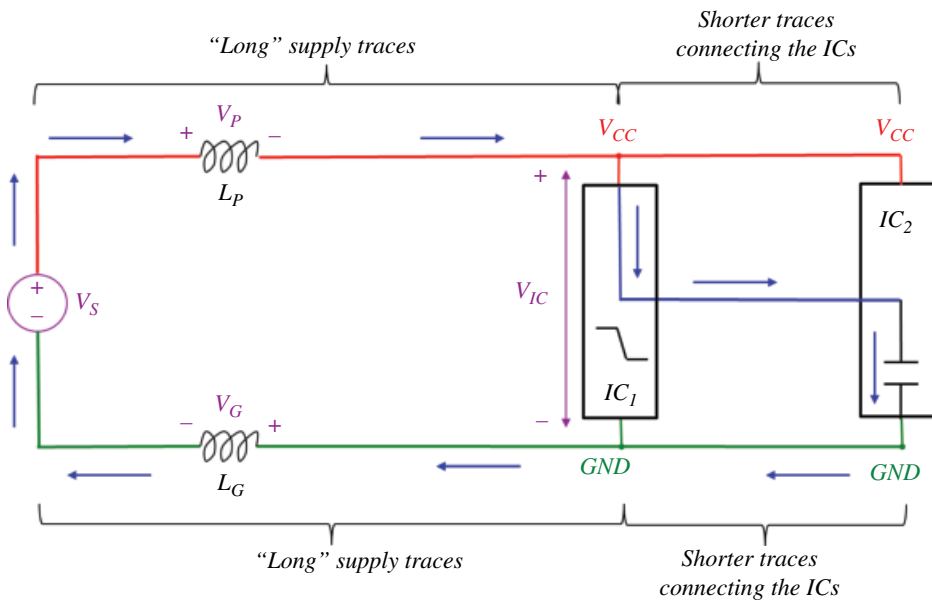 “Long” supply traces
Shorter traces
connecting the ICs
V_P
+ −
L_P
V_CC
V_CC
+
IC_2
+
−
V_S
V_IC
IC_1
V_G
− +
L_G
−
GND
GND
“Long” supply traces
Shorter traces
connecting the ICs